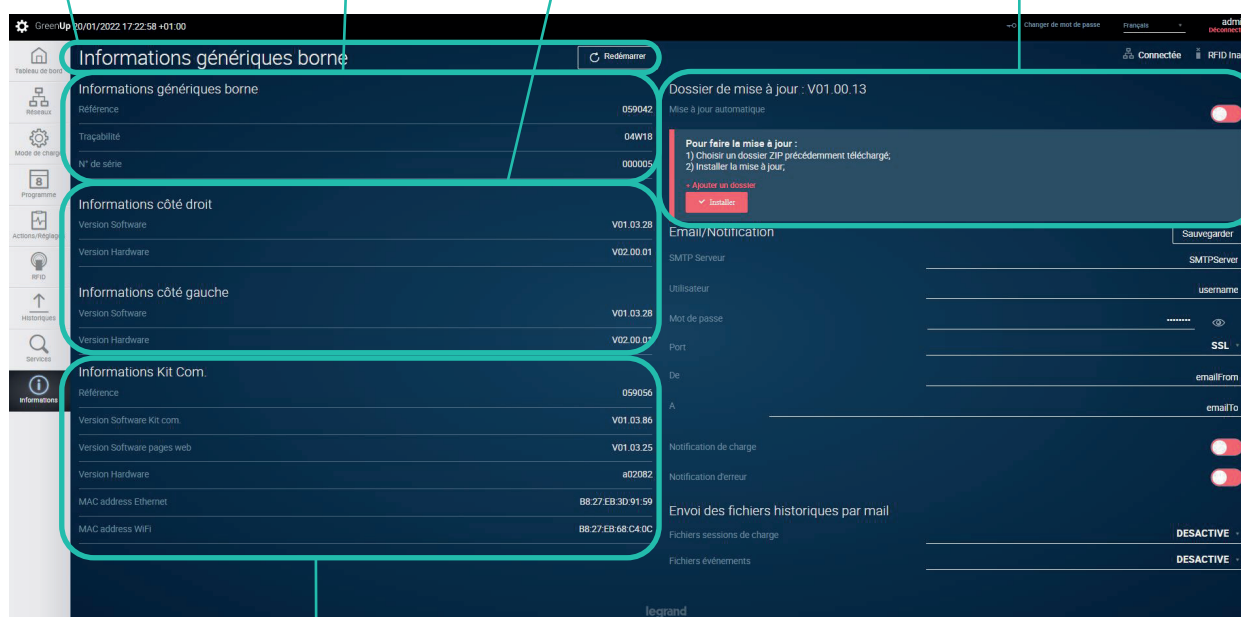 GreenUp 20/01/2022 17:22:58 +01:00
Changer de mot de passe
Français
admi
Déconnect
Tableau de bord
Réseaux
Mode de charge
8
Programme
Actions/Réglag
RFID
Historiques
Services
Informations
Informations génériques borne
Redémarrer
Connectée
RFID Ina
Informations génériques borne
Référence 059042
Traçabilité 04W18
N° de série 000005
Informations côté droit
Version Software V01.03.28
Version Hardware V02.00.01
Informations côté gauche
Version Software V01.03.28
Version Hardware V02.00.01
Informations Kit Com.
Référence 059056
Version Software Kit com. V01.03.86
Version Software pages web V01.03.25
Version Hardware a02082
MAC address Ethernet B8:27:EB:3D:91:59
MAC address WiFi B8:27:EB:68:C4:0C
Dossier de mise à jour : V01.00.13
Mise à jour automatique
Pour faire la mise à jour :
1) Choisir un dossier ZIP précédemment téléchargé;
2) Installer la mise à jour;
+ Ajouter un dossier
Installer
Email/Notification
Sauvegarder
SMTP Serveur SMTPServer
Utilisateur username
Mot de passe ••••••••
Port SSL
De emailFrom
A emailTo
Notification de charge
Notification d'erreur
Envoi des fichiers historiques par mail
Fichiers sessions de charge DESACTIVE
Fichiers événements DESACTIVE
legrand